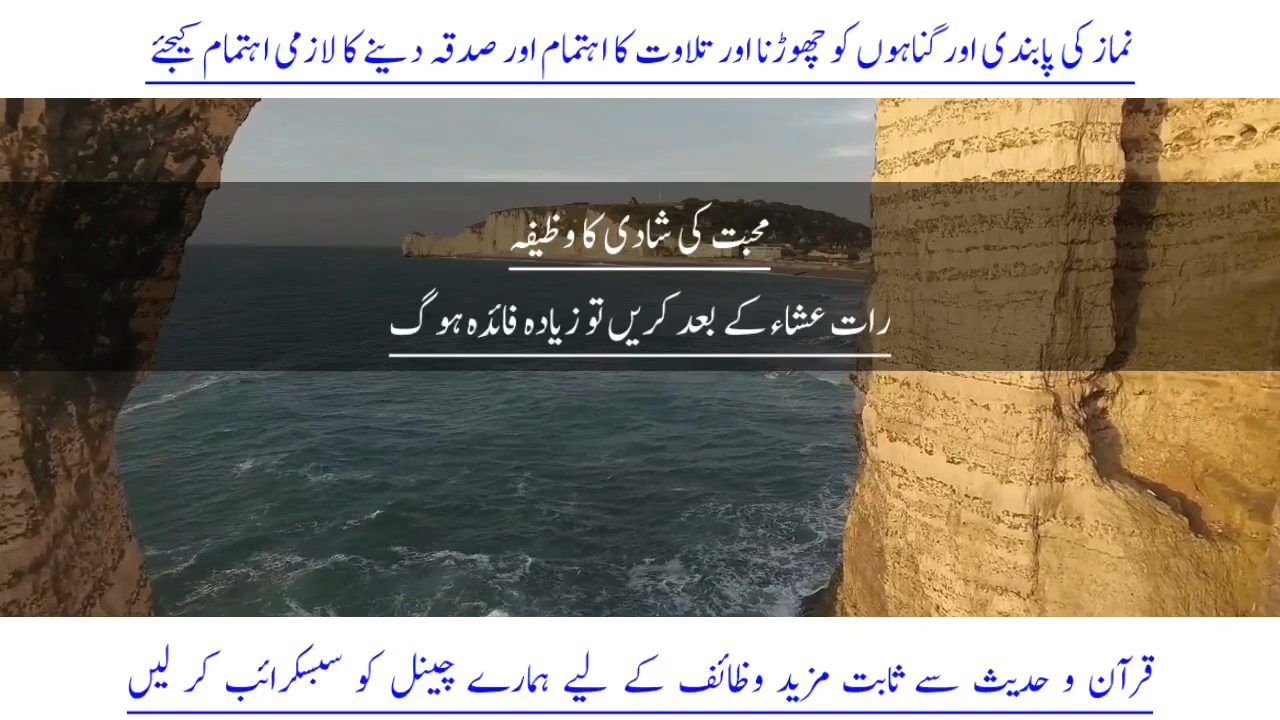 نماز کی پابندی اور گناہوں کو چھوڑنا اور تلاوت کا اہتمام اور صدقہ دینے کا لازمی اہتمام کیجئے
محبت کی شادی کا وظیفہ
رات عشاء کے بعد کریں تو زیادہ فائدہ ہو گ
قرآن و حدیث سے ثابت مزید وظائف کے لیے ہمارے چینل کو سبسکرائب کر لیں